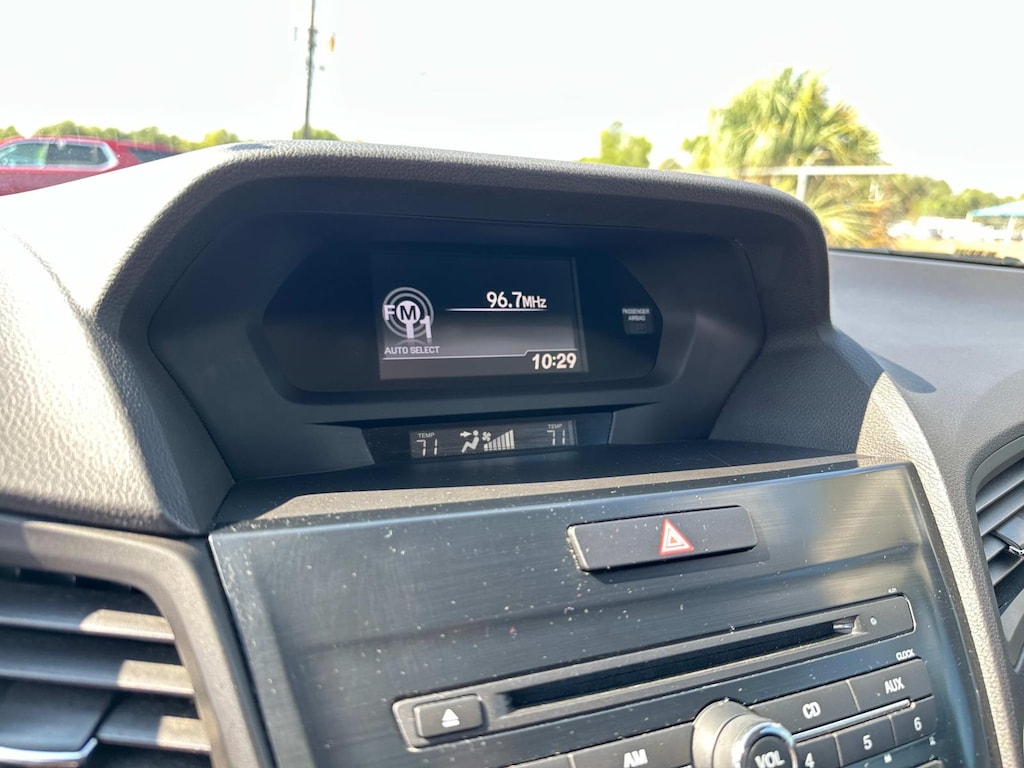 96.7MHz
FM1
AUTO SELECT
10:29
PASSENGER
AIRBAG
TEMP
71
TEMP
71
CLOCK
AUX
CD
6
5
4
AM
VOL